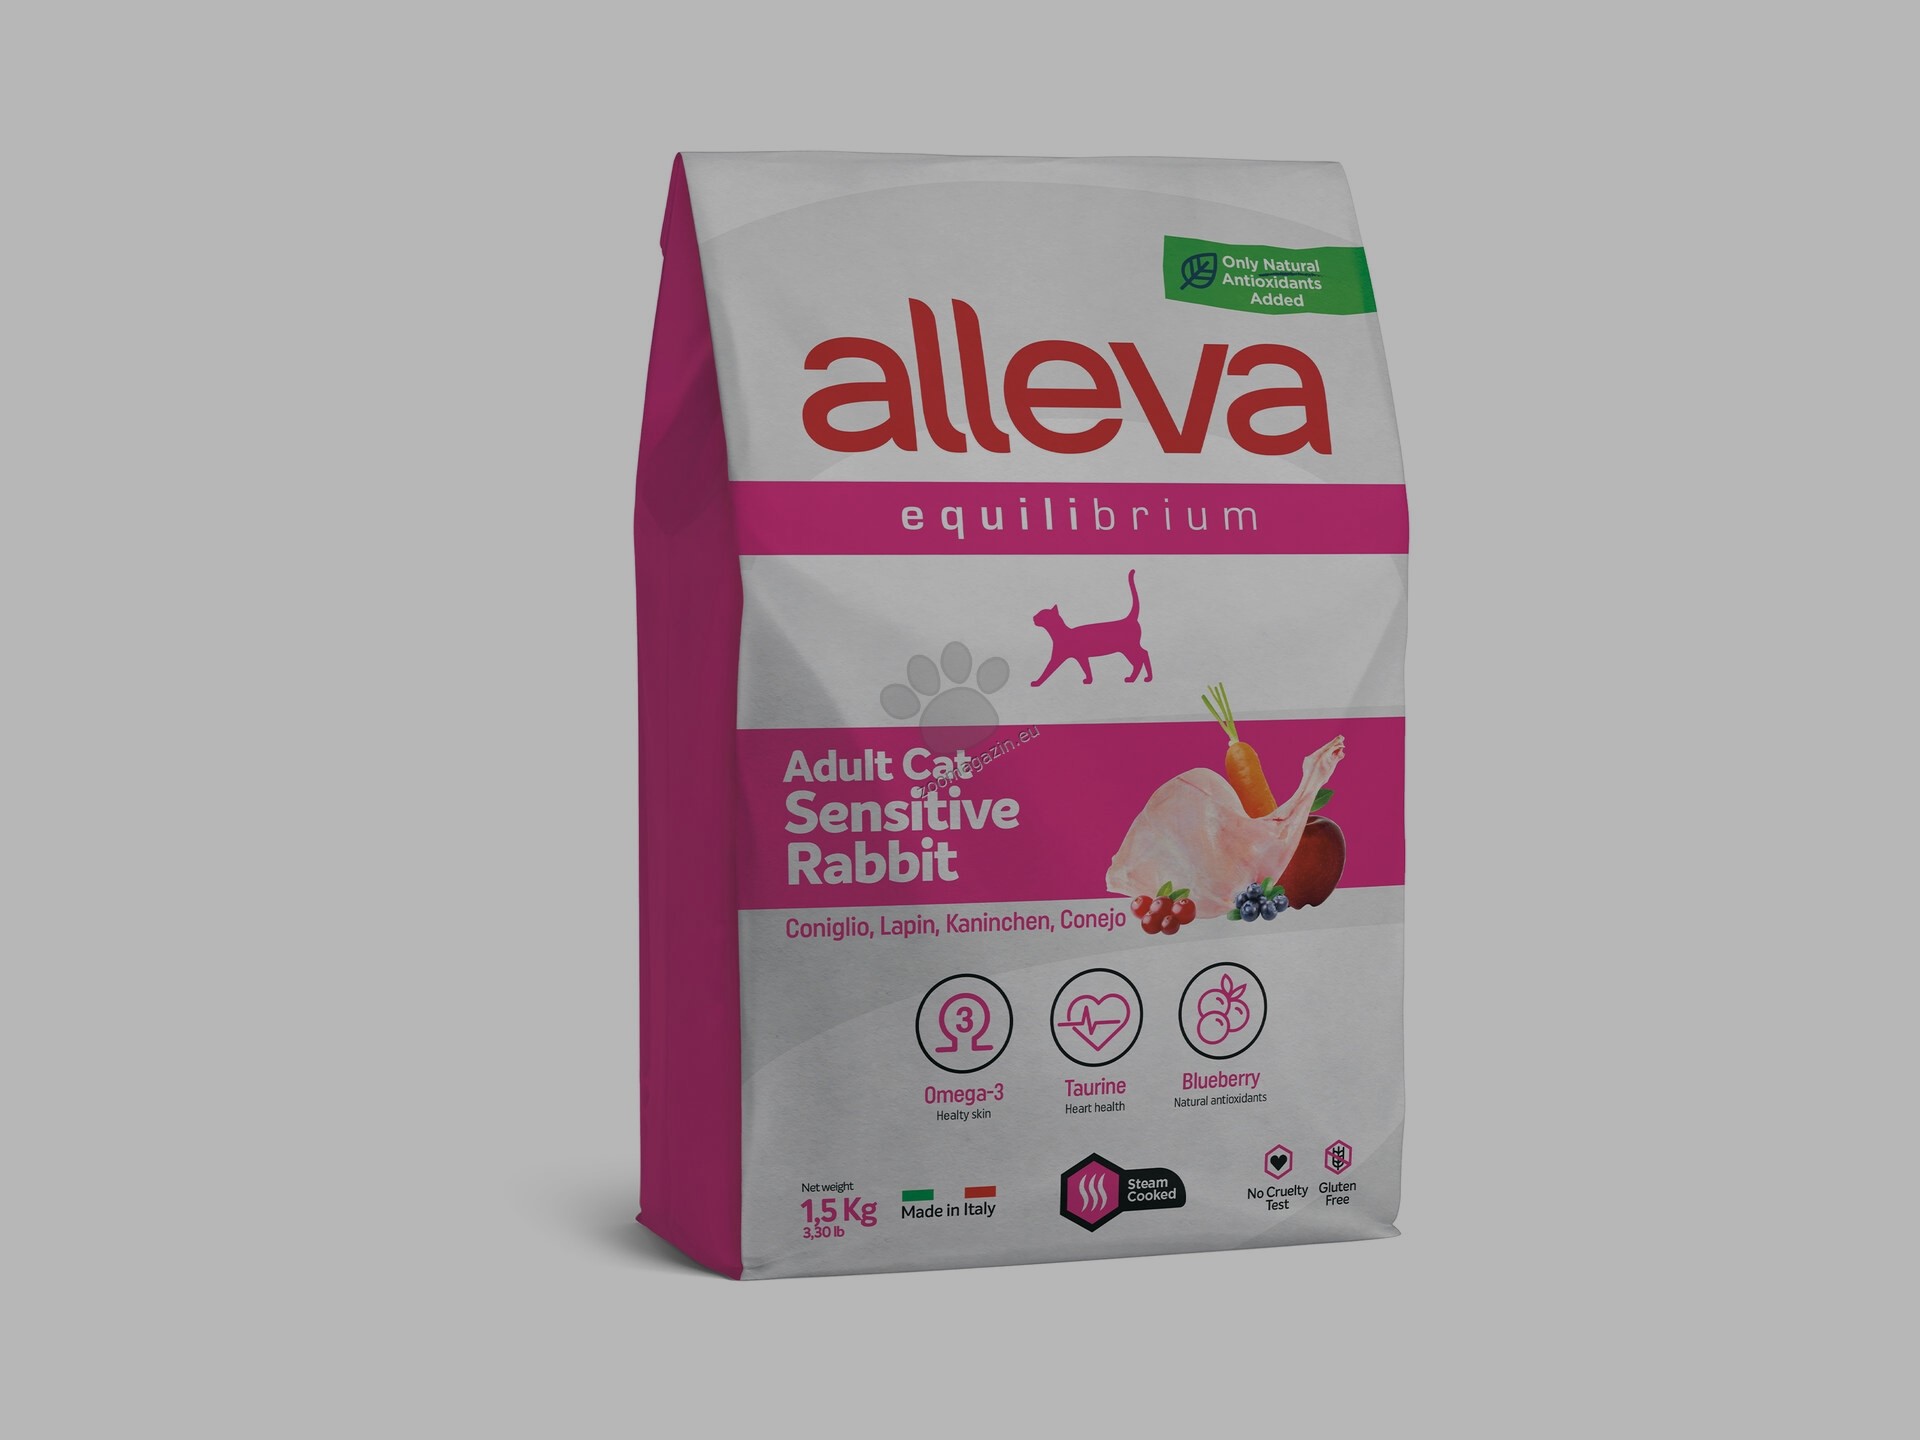 Only Natural
Antioxidants
Added
alleva
equilibrium
zoomagazin.eu
Adult Cat
Sensitive
Rabbit
Coniglio, Lapin, Kaninchen, Conejo
3
Omega-3
Healty skin
Taurine
Heart health
Blueberry
Natural antioxidants
Net weight
1,5 Kg
3,30 lb
Made in Italy
Steam
Cooked
No Cruelty
Test
Gluten
Free